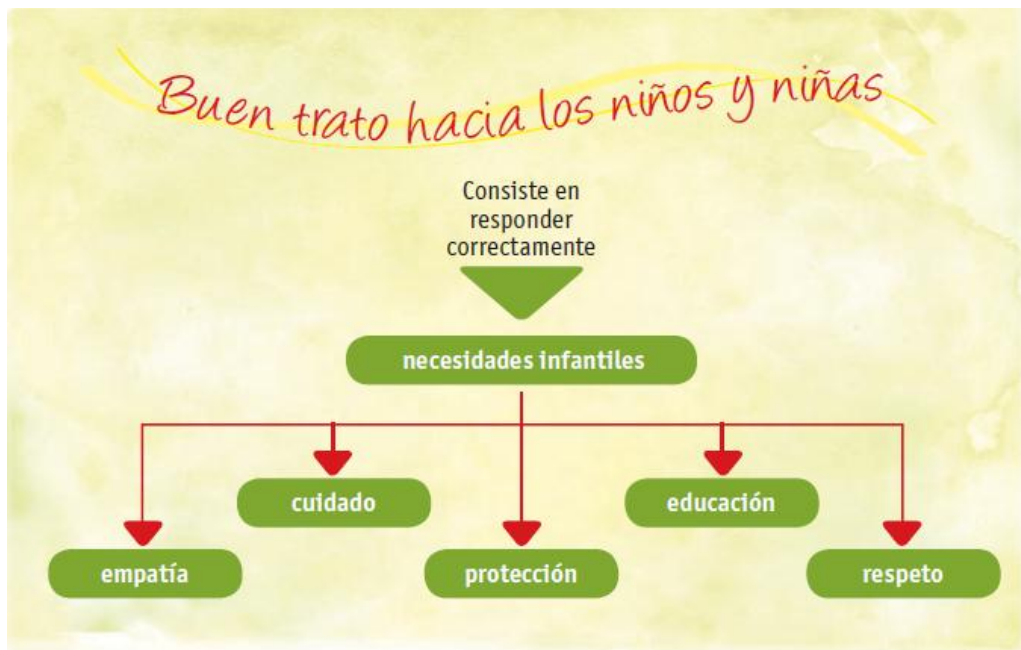 Buen trato hacia los niños y niñas
Consiste en
responder
correctamente
necesidades infantiles
cuidado
educación
empatía
protección
respeto